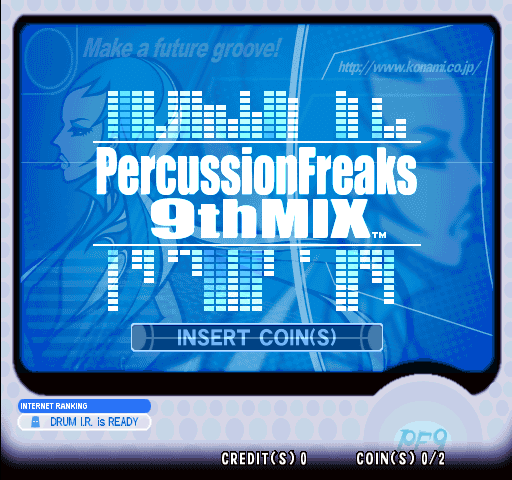 Make a future groove!
http://www.konami.co.jp/
PercussionFreaks
9thMIX™
INSERT COIN(S)
INTERNET RANKING
DRUM I.R. is READY
PF9
CREDIT(S) 0 COIN(S) 0/2